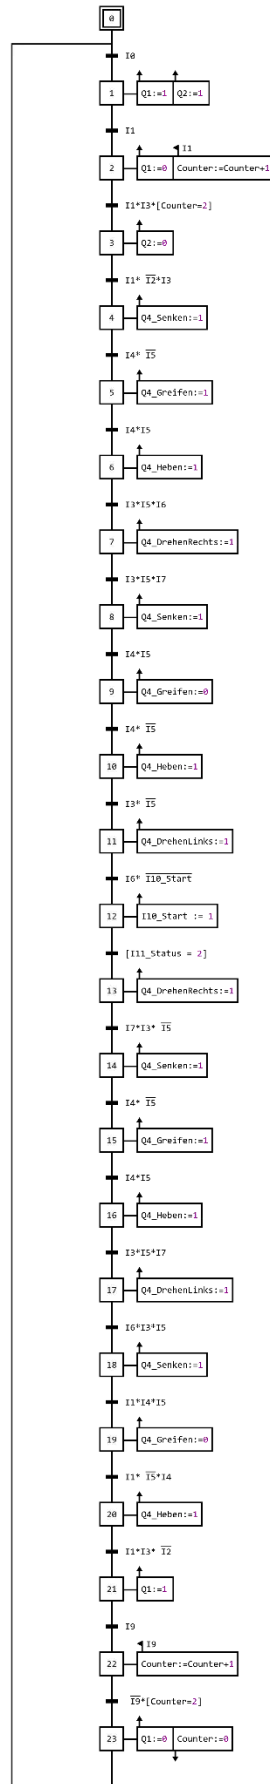 0
I0
1 Q1:=1 Q2:=1
I1
I1
2 Q1:=0 Counter:=Counter+1
I1*I3*[Counter=2]
3 Q2:=0
I1* I2*I3
4 Q4_Senken:=1
I4* I5
5 Q4_Greifen:=1
I4*I5
6 Q4_Heben:=1
I3*I5*I6
7 Q4_DrehenRechts:=1
I3*I5*I7
8 Q4_Senken:=1
I4*I5
9 Q4_Greifen:=0
I4* I5
10 Q4_Heben:=1
I3* I5
11 Q4_DrehenLinks:=1
I6* I10_Start
12 I10_Start := 1
[I11_Status = 2]
13 Q4_DrehenRechts:=1
I7*I3* I5
14 Q4_Senken:=1
I4* I5
15 Q4_Greifen:=1
I4*I5
16 Q4_Heben:=1
I3*I5*I7
17 Q4_DrehenLinks:=1
I6*I3*I5
18 Q4_Senken:=1
I1*I4*I5
19 Q4_Greifen:=0
I1* I5*I4
20 Q4_Heben:=1
I1*I3* I2
21 Q1:=1
I9
I9
22 Counter:=Counter+1
I9*[Counter=2]
23 Q1:=0 Counter:=0